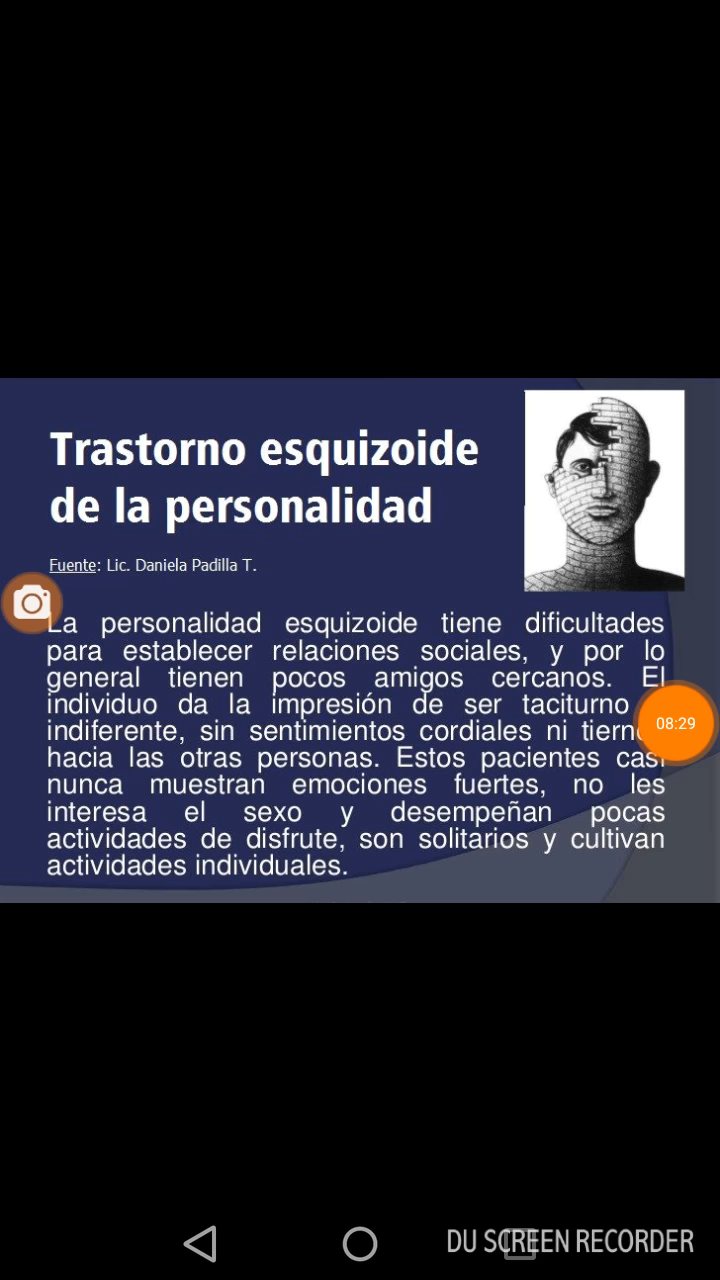 Trastorno esquizoide
de la personalidad
Fuente: Lic. Daniela Padilla T.
La personalidad esquizoide tiene dificultades
para establecer relaciones sociales, y por lo
general tienen pocos amigos cercanos. El
individuo da la impresión de ser taciturno
indiferente, sin sentimientos cordiales ni
08:29
hacia las otras personas. Estos pacientes casi
nunca muestran emociones fuertes, no les
interesa el sexo y desempeñan pocas
actividades de disfrute, son solitarios y cultivan
actividades individuales.
DU SCREEN RECORDER